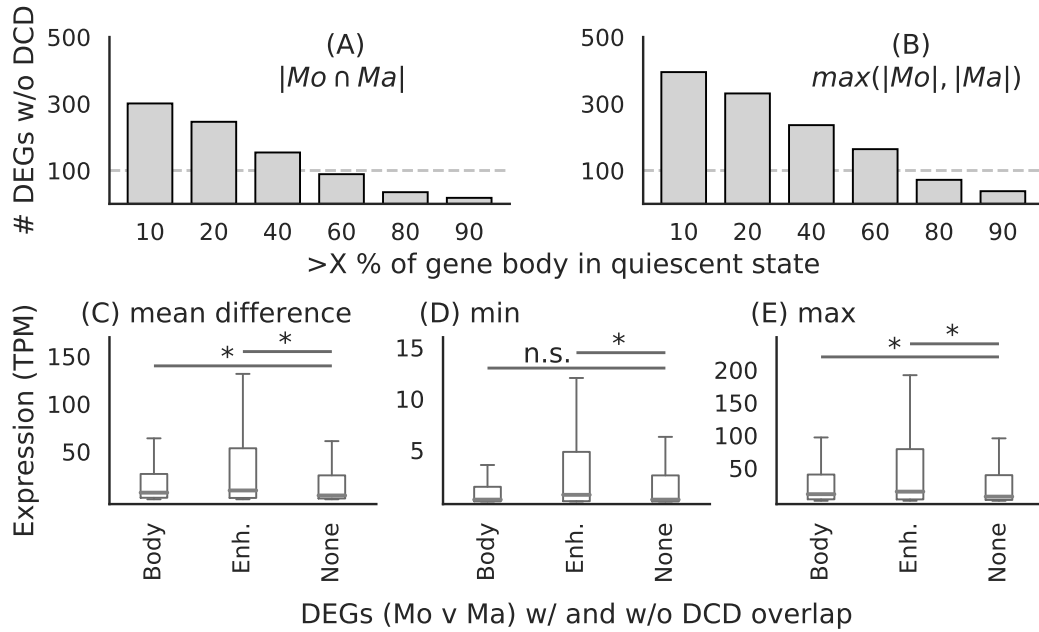 # DEGs w/o DCD
500
300
100
(A)
|Mo ∩ Ma|
10 20 40 60 80 90
500
300
100
(B)
max(|Mo|, |Ma|)
10 20 40 60 80 90
>X % of gene body in quiescent state
Expression (TPM)
(C) mean difference
150
100
50
*
*
Body Enh. None
(D) min
15
10
5
n.s.
*
Body Enh. None
(E) max
200
150
100
50
*
*
Body Enh. None
DEGs (Mo v Ma) w/ and w/o DCD overlap